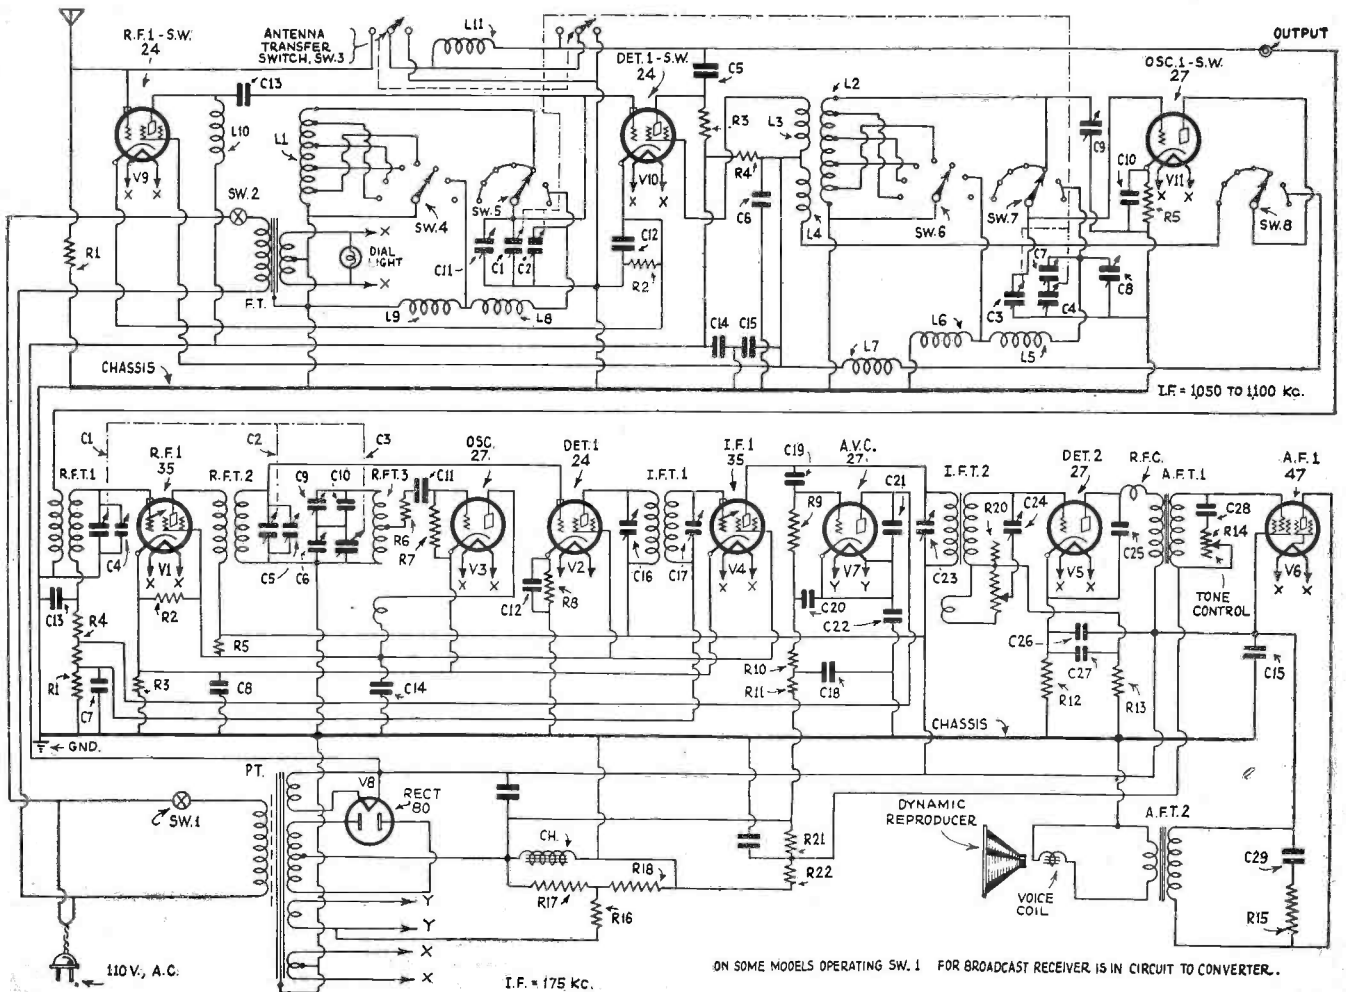 R.F.1 - S.W.
24
ANTENNA
TRANSFER
SWITCH, SW.3
L11
DET.1 - S.W.
24
OUTPUT
OSC.1 - S.W.
27
C13
C5
L2
L10
L1
R3
L3
C9
V9
V10
R4
C10
V11
X X
X X
X X
SW.2
SW.4
SW.5
C6
L4
SW.6
SW.7
R5
SW.8
R1
X
DIAL
LIGHT
X
C11
C1
C2
C12
R2
C7
C8
F.T.
C3
C4
L9
L8
C14
C15
L6
L5
L7
CHASSIS
I.F. = 1,050 TO 1,100 KC.
C1
R.F.1
35
C2
C3
OSC.
27
DET.1
24
I.F.1
35
C19
A.V.C.
27
DET.2
27
R.F.C.
A.F.1
47
R.F.T.1
R.F.T.2
C9
C10
R.F.T.3
C11
I.F.T.1
R9
C21
I.F.T.2
R20
C24
A.F.T.1
C28
R14
R6
R7
C4
V1
C5
C6
V3
V2
C16
C17
V4
V7
C23
V5
C25
V6
X X
X X
X X
X X
Y Y
X X
X
TONE
CONTROL
C13
R4
R2
C12
R8
C20
C22
C26
C27
C15
R5
R10
R11
C18
R1
C7
R3
C8
C14
R12
R13
CHASSIS
GND.
P.T.
V8
RECT
80
SW.1
DYNAMIC
REPRODUCER
A.F.T.2
CH.
R21
R22
R18
R17
R16
VOICE
COIL
C29
R15
Y
Y
X
X
110 V., A.C.
I.F. = 175 KC.
ON SOME MODELS OPERATING SW. 1 FOR BROADCAST RECEIVER IS IN CIRCUIT TO CONVERTER.